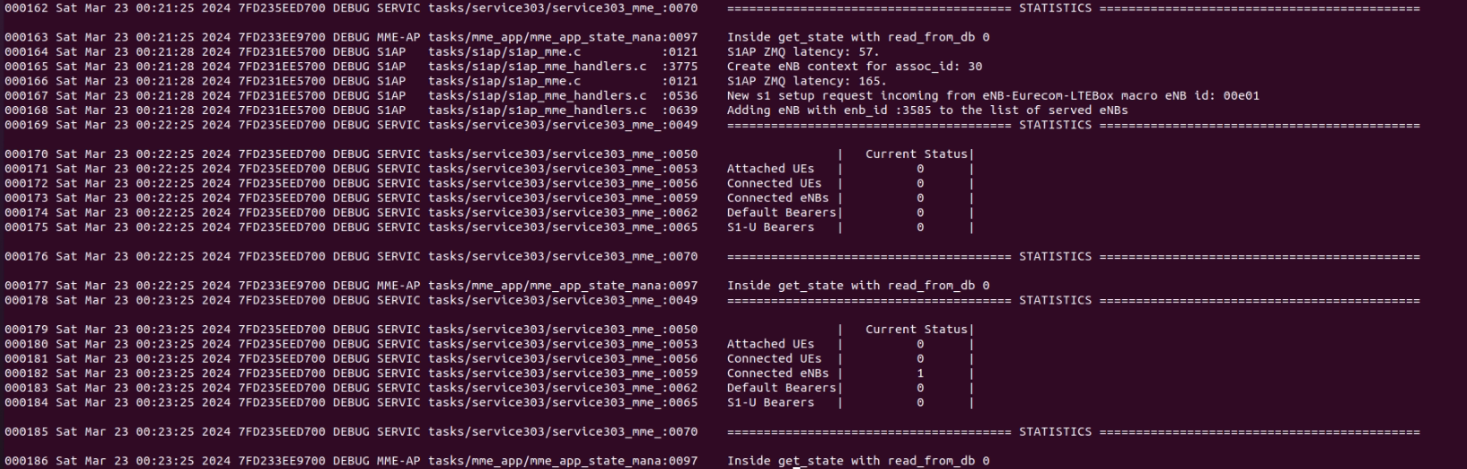 000162 Sat Mar 23 00:21:25 2024 7FD235EED700 DEBUG SERVIC tasks/service303/service303_mme_:0070    ======================================= STATISTICS ============================================
000163 Sat Mar 23 00:21:25 2024 7FD233EE9700 DEBUG MME-AP tasks/mme_app/mme_app_state_mana:0097    Inside get_state with read_from_db 0
000164 Sat Mar 23 00:21:28 2024 7FD231EE5700 DEBUG S1AP   tasks/s1ap/s1ap_mme.c           :0121    S1AP ZMQ latency: 57.
000165 Sat Mar 23 00:21:28 2024 7FD231EE5700 DEBUG S1AP   tasks/s1ap/s1ap_mme_handlers.c  :3775    Create eNB context for assoc_id: 30
000166 Sat Mar 23 00:21:28 2024 7FD231EE5700 DEBUG S1AP   tasks/s1ap/s1ap_mme.c           :0121    S1AP ZMQ latency: 165.
000167 Sat Mar 23 00:21:28 2024 7FD231EE5700 DEBUG S1AP   tasks/s1ap/s1ap_mme_handlers.c  :0536    New s1 setup request incoming from eNB-Eurecom-LTEBox macro eNB id: 00e01
000168 Sat Mar 23 00:21:28 2024 7FD231EE5700 DEBUG S1AP   tasks/s1ap/s1ap_mme_handlers.c  :0639    Adding eNB with enb_id :3585 to the list of served eNBs
000169 Sat Mar 23 00:22:25 2024 7FD235EED700 DEBUG SERVIC tasks/service303/service303_mme_:0049    ======================================= STATISTICS ============================================
000170 Sat Mar 23 00:22:25 2024 7FD235EED700 DEBUG SERVIC tasks/service303/service303_mme_:0050                   |   Current Status|
000171 Sat Mar 23 00:22:25 2024 7FD235EED700 DEBUG SERVIC tasks/service303/service303_mme_:0053    Attached UEs   |          0      |
000172 Sat Mar 23 00:22:25 2024 7FD235EED700 DEBUG SERVIC tasks/service303/service303_mme_:0056    Connected UEs  |          0      |
000173 Sat Mar 23 00:22:25 2024 7FD235EED700 DEBUG SERVIC tasks/service303/service303_mme_:0059    Connected eNBs |          0      |
000174 Sat Mar 23 00:22:25 2024 7FD235EED700 DEBUG SERVIC tasks/service303/service303_mme_:0062    Default Bearers|          0      |
000175 Sat Mar 23 00:22:25 2024 7FD235EED700 DEBUG SERVIC tasks/service303/service303_mme_:0065    S1-U Bearers   |          0      |
000176 Sat Mar 23 00:22:25 2024 7FD235EED700 DEBUG SERVIC tasks/service303/service303_mme_:0070    ======================================= STATISTICS ============================================
000177 Sat Mar 23 00:22:25 2024 7FD233EE9700 DEBUG MME-AP tasks/mme_app/mme_app_state_mana:0097    Inside get_state with read_from_db 0
000178 Sat Mar 23 00:23:25 2024 7FD235EED700 DEBUG SERVIC tasks/service303/service303_mme_:0049    ======================================= STATISTICS ============================================
000179 Sat Mar 23 00:23:25 2024 7FD235EED700 DEBUG SERVIC tasks/service303/service303_mme_:0050                   |   Current Status|
000180 Sat Mar 23 00:23:25 2024 7FD235EED700 DEBUG SERVIC tasks/service303/service303_mme_:0053    Attached UEs   |          0      |
000181 Sat Mar 23 00:23:25 2024 7FD235EED700 DEBUG SERVIC tasks/service303/service303_mme_:0056    Connected UEs  |          0      |
000182 Sat Mar 23 00:23:25 2024 7FD235EED700 DEBUG SERVIC tasks/service303/service303_mme_:0059    Connected eNBs |          1      |
000183 Sat Mar 23 00:23:25 2024 7FD235EED700 DEBUG SERVIC tasks/service303/service303_mme_:0062    Default Bearers|          0      |
000184 Sat Mar 23 00:23:25 2024 7FD235EED700 DEBUG SERVIC tasks/service303/service303_mme_:0065    S1-U Bearers   |          0      |
000185 Sat Mar 23 00:23:25 2024 7FD235EED700 DEBUG SERVIC tasks/service303/service303_mme_:0070    ======================================= STATISTICS ============================================
000186 Sat Mar 23 00:23:25 2024 7FD233EE9700 DEBUG MME-AP tasks/mme_app/mme_app_state_mana:0097    Inside get_state with read_from_db 0